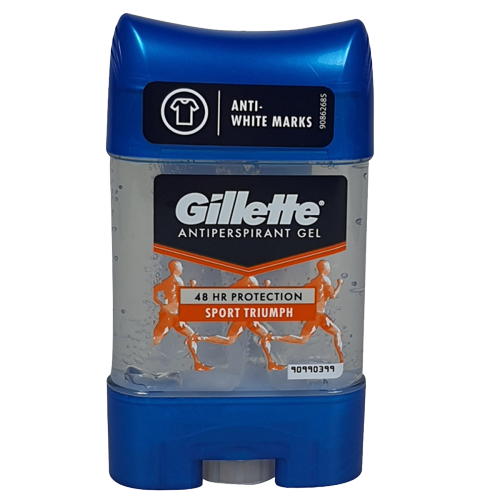 ANTI-
WHITE MARKS
90862685
Gillette®
ANTIPERSPIRANT GEL
48 HR PROTECTION
SPORT TRIUMPH
90990399